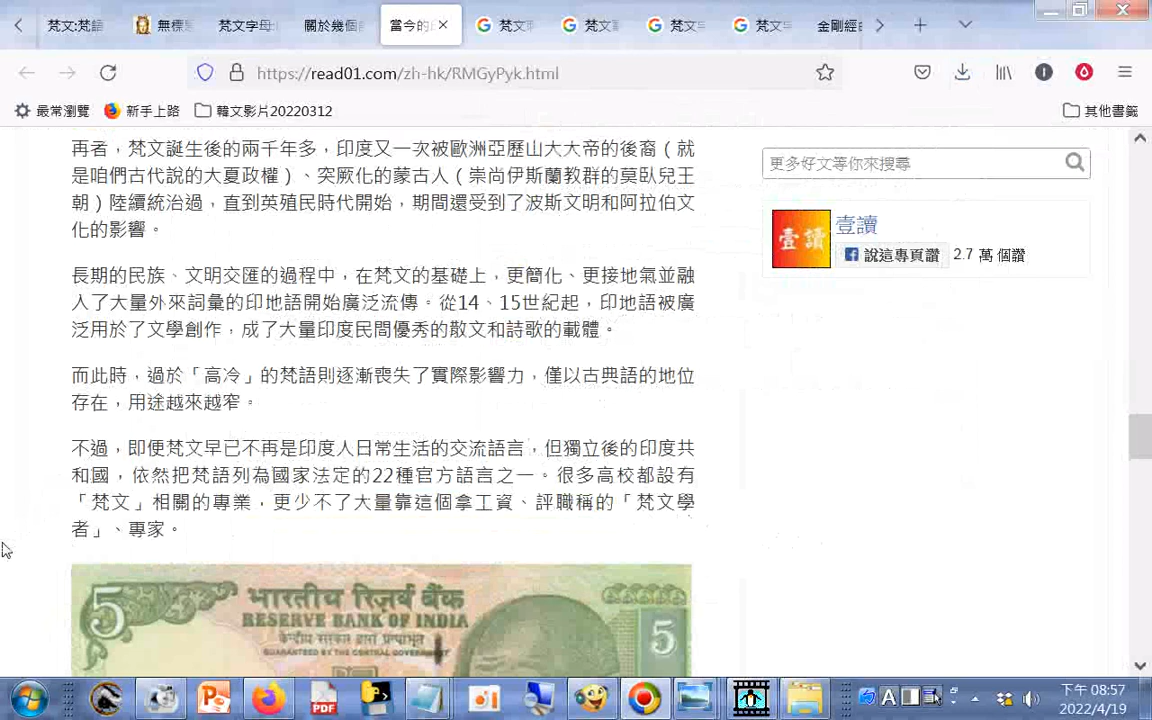 梵文:梵語
無標
梵文字母
關於幾個
當今的
梵文
梵文
梵文
梵文
金剛經
https://read01.com/zh-hk/RMGyPyk.html
最常瀏覽
新手上路
韓文影片20220312
其他書籤
再者，梵文誕生後的兩千年多，印度又一次被歐洲亞歷山大大帝的後裔（就
是咱們古代說的大夏政權）、突厥化的蒙古人（崇尚伊斯蘭教群的莫臥兒王
朝）陸續統治過，直到英殖民時代開始，期間還受到了波斯文明和阿拉伯文
化的影響。
長期的民族、文明交匯的過程中，在梵文的基礎上，更簡化、更接地氣並融
入了大量外來詞彙的印地語開始廣泛流傳。從14、15世紀起，印地語被廣
泛用於了文學創作，成了大量印度民間優秀的散文和詩歌的載體。
而此時，過於「高冷」的梵語則逐漸喪失了實際影響力，僅以古典語的地位
存在，用途越來越窄。
不過，即便梵文早已不再是印度人日常生活的交流語言，但獨立後的印度共
和國，依然把梵語列為國家法定的22種官方語言之一。很多高校都設有
「梵文」相關的專業，更少不了大量靠這個拿工資、評職稱的「梵文學
者」、專家。
更多好文等你來搜尋
壹讀
壹讀
說這專頁讚
2.7 萬 個讚
5
भारतीय रिज़र्व बैंक
RESERVE BANK OF INDIA
केन्द्रीय सरकार द्वारा प्रत्याभूत
GUARANTEED BY THE CENTRAL GOVERNMENT
5
PDF
A
下午 08:57
2022/4/19